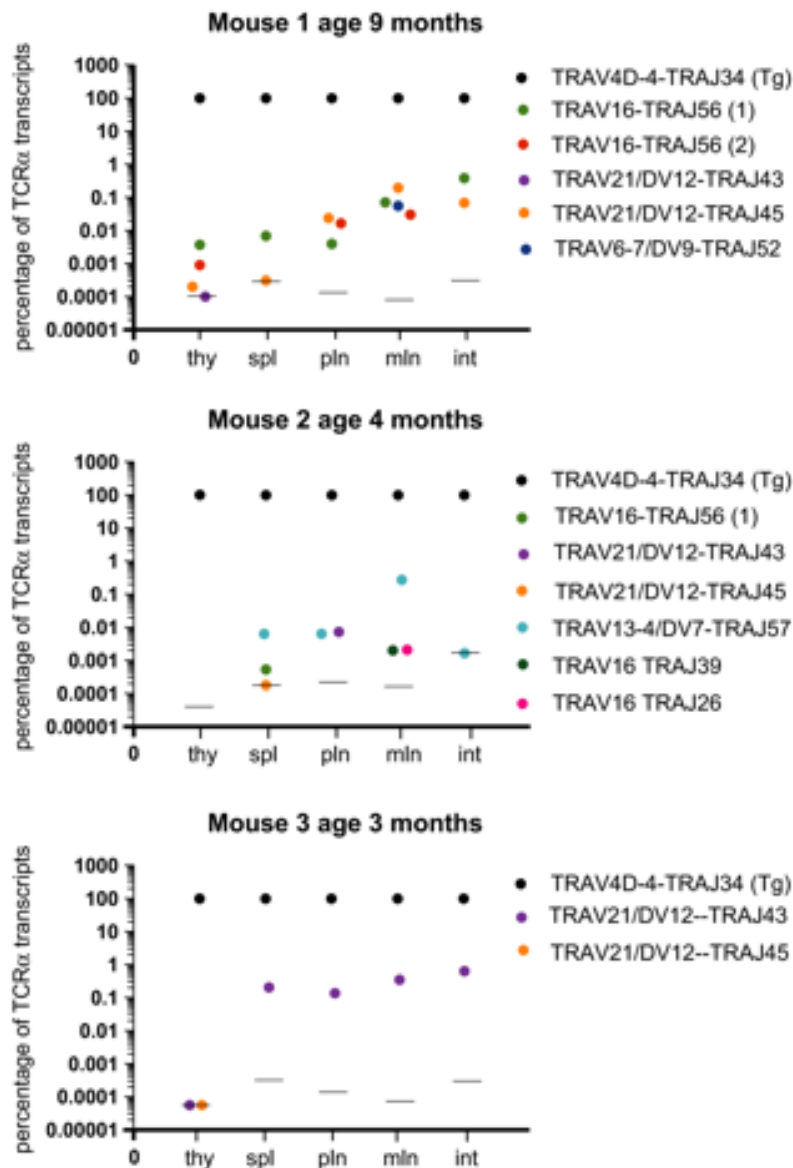 Mouse 1 age 9 months
percentage of TCRα transcripts
1000
100
10
1
0.1
0.01
0.001
0.0001
0.00001
0 thy spl pln mln int
TRAV4D-4-TRAJ34 (Tg)
TRAV16-TRAJ56 (1)
TRAV16-TRAJ56 (2)
TRAV21/DV12-TRAJ43
TRAV21/DV12-TRAJ45
TRAV6-7/DV9-TRAJ52
Mouse 2 age 4 months
percentage of TCRα transcripts
1000
100
10
1
0.1
0.01
0.001
0.0001
0.00001
0 thy spl pln mln int
TRAV4D-4-TRAJ34 (Tg)
TRAV16-TRAJ56 (1)
TRAV21/DV12-TRAJ43
TRAV21/DV12-TRAJ45
TRAV13-4/DV7-TRAJ57
TRAV16 TRAJ39
TRAV16 TRAJ26
Mouse 3 age 3 months
percentage of TCRα transcripts
1000
100
10
1
0.1
0.01
0.001
0.0001
0.00001
0 thy spl pln mln int
TRAV4D-4-TRAJ34 (Tg)
TRAV21/DV12--TRAJ43
TRAV21/DV12--TRAJ45